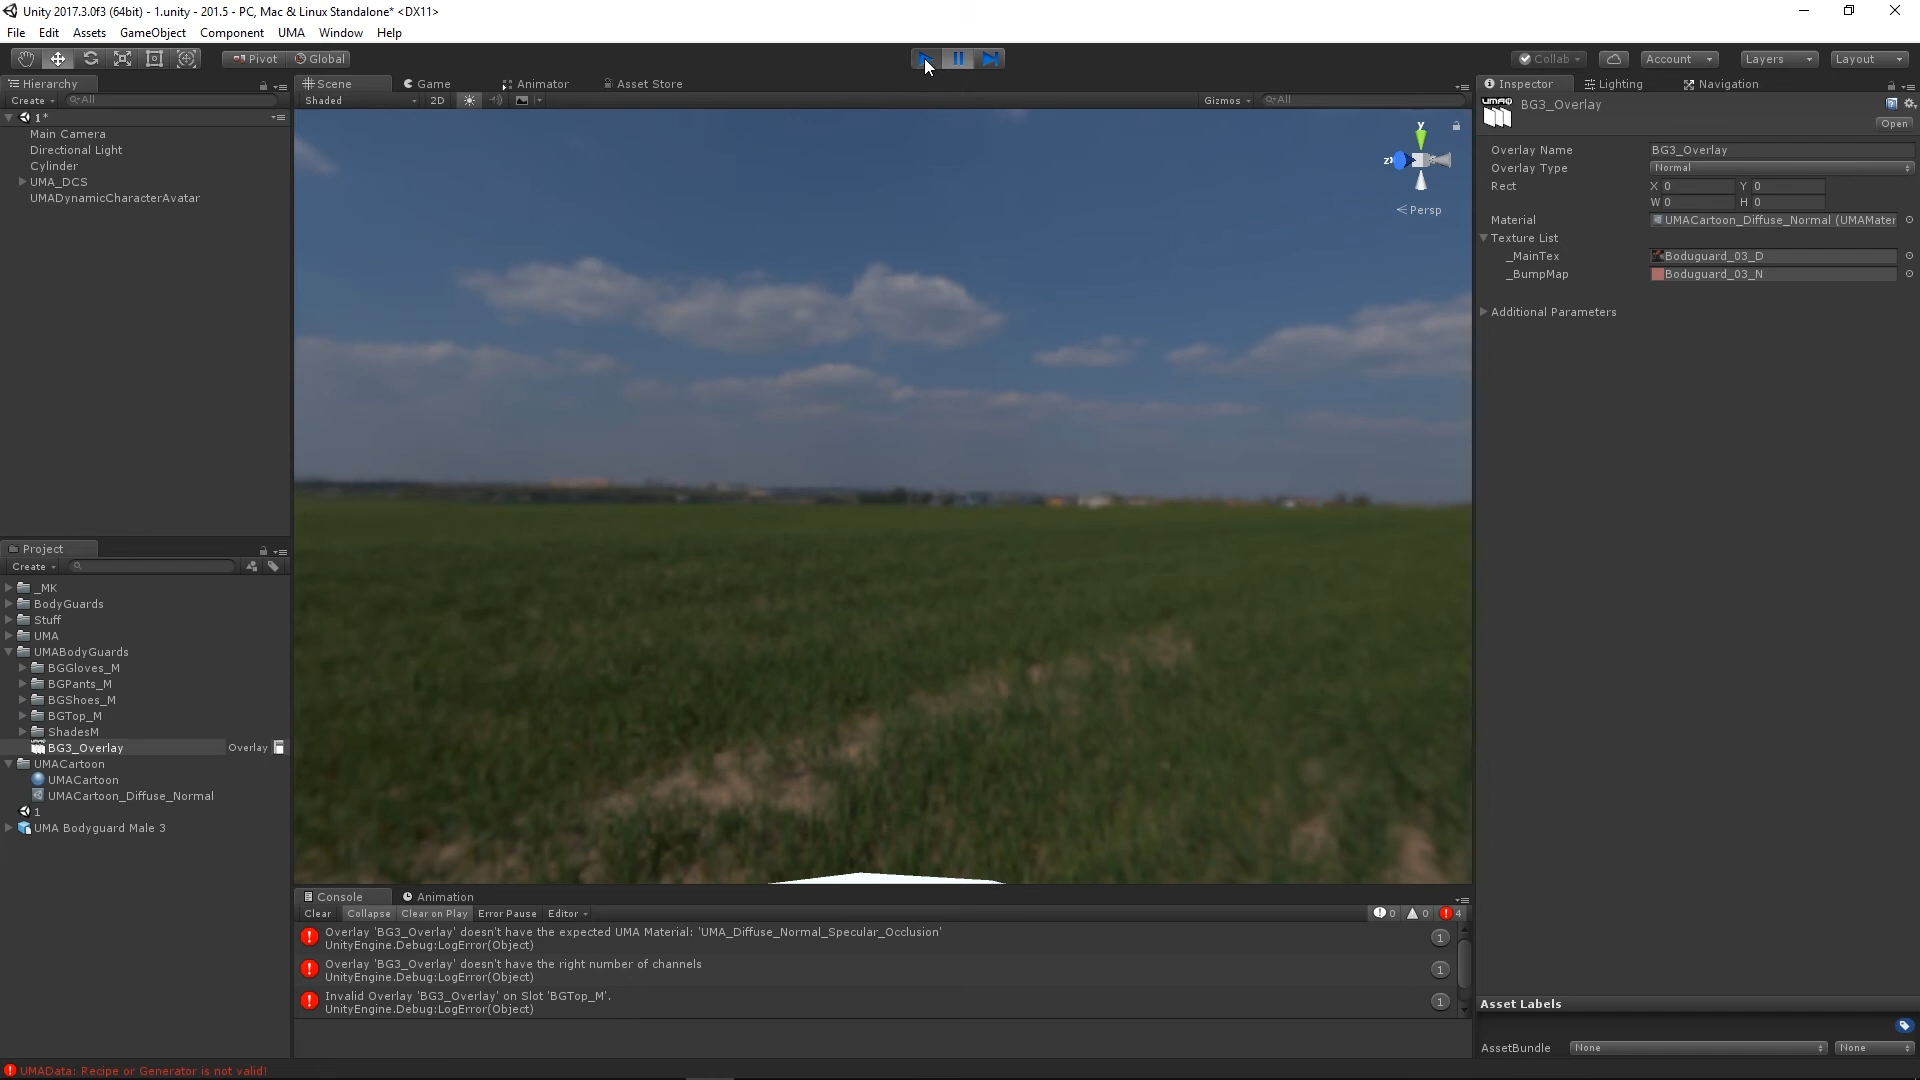 Unity 2017.3.0f3 (64bit) - 1.unity - 201.5 - PC, Mac & Linux Standalone* <DX11>
File Edit Assets GameObject Component UMA Window Help
Pivot Global Collab Account Layers Layout
Hierarchy
Create All
1*
Main Camera
Directional Light
Cylinder
UMA_DCS
UMADynamicCharacterAvatar
Scene Game Animator Asset Store
Shaded 2D Gizmos All
y
z
Persp
Project
Create
_MK
BodyGuards
Stuff
UMA
UMABodyGuards
BGGloves_M
BGPants_M
BGShoes_M
BGTop_M
ShadesM
BG3_Overlay Overlay
UMACartoon
UMACartoon
UMACartoon_Diffuse_Normal
1
UMA Bodyguard Male 3
Console Animation
Clear Collapse Clear on Play Error Pause Editor 0 0 4
Overlay 'BG3_Overlay' doesn't have the expected UMA Material: 'UMA_Diffuse_Normal_Specular_Occlusion'
UnityEngine.Debug:LogError(Object)
1
Overlay 'BG3_Overlay' doesn't have the right number of channels
UnityEngine.Debug:LogError(Object)
1
Invalid Overlay 'BG3_Overlay' on Slot 'BGTop_M'.
UnityEngine.Debug:LogError(Object)
1
Inspector Lighting Navigation
UMA
BG3_Overlay
Open
Overlay Name BG3_Overlay
Overlay Type Normal
Rect X 0 Y 0
W 0 H 0
Material UMACartoon_Diffuse_Normal (UMAMater
Texture List
_MainTex Boduguard_03_D
_BumpMap Boduguard_03_N
Additional Parameters
Asset Labels
AssetBundle None None
UMAData: Recipe or Generator is not valid!